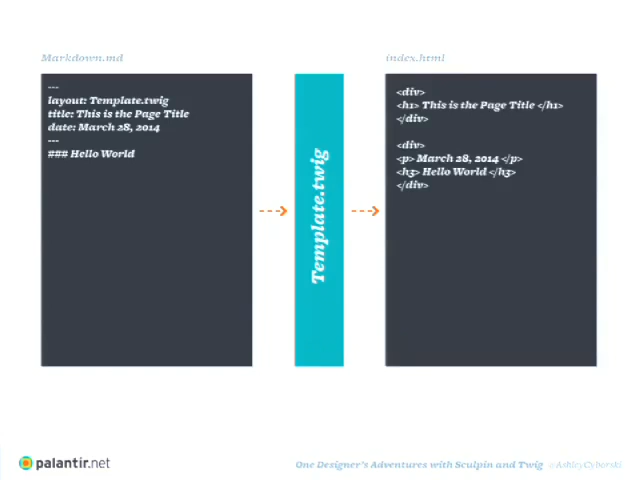 Markdown.md
---
layout: Template.twig
title: This is the Page Title
date: March 28, 2014
---
### Hello World
Template.twig
index.html
<div>
<h1> This is the Page Title </h1>
</div>
<div>
<p> March 28, 2014 </p>
<h3> Hello World </h3>
</div>
palantir.net
One Designer's Adventures with Sculpin and Twig @AshleyCyborski